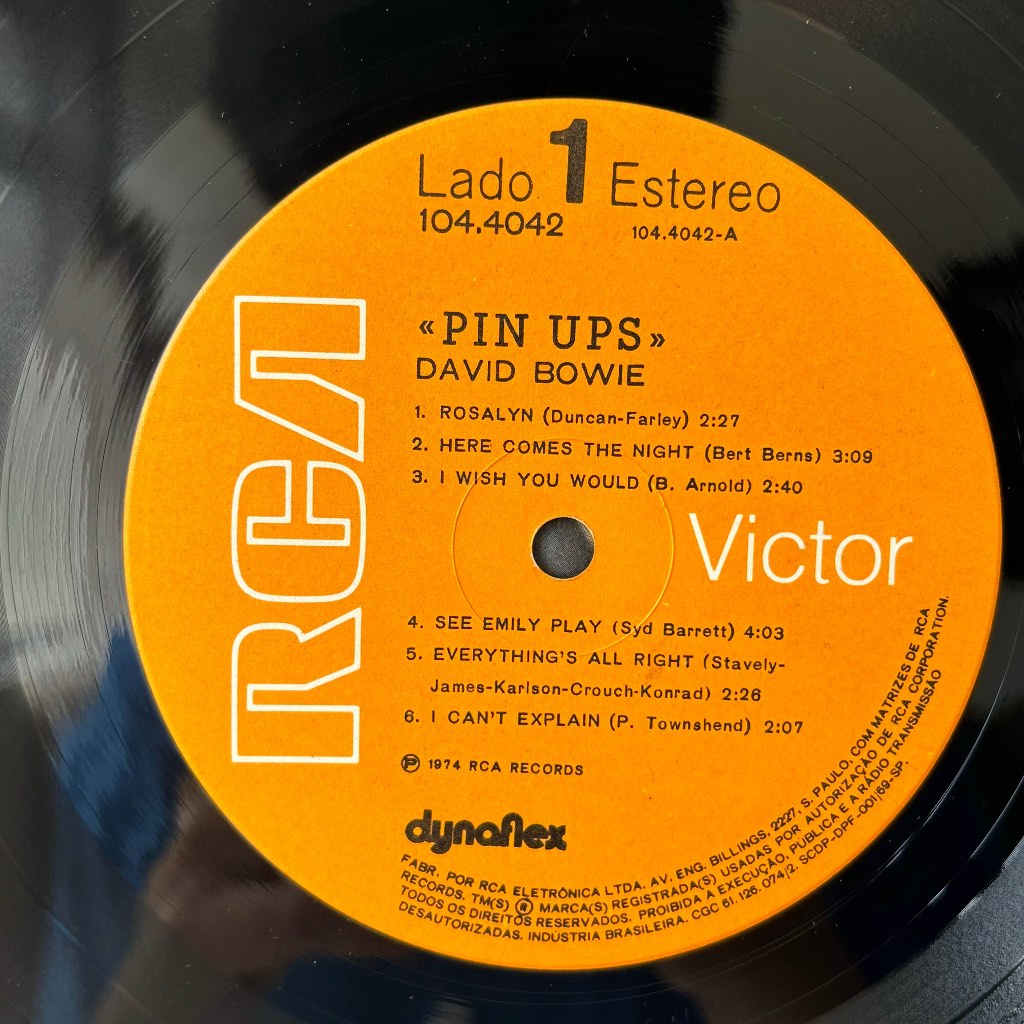 Lado 1 Estereo
104.4042 104.4042-A
«PIN UPS»
DAVID BOWIE
1. ROSALYN (Duncan-Farley) 2:27
2. HERE COMES THE NIGHT (Bert Berns) 3:09
3. I WISH YOU WOULD (B. Arnold) 2:40
RCA Victor
4. SEE EMILY PLAY (Syd Barrett) 4:03
5. EVERYTHING'S ALL RIGHT (Stavely-
James-Karlson-Crouch-Konrad) 2:26
6. I CAN'T EXPLAIN (P. Townshend) 2:07
Ⓟ 1974 RCA RECORDS
dynaflex
FABR. POR RCA ELETRÔNICA LTDA. AV. ENG. BILLINGS, 2227, S. PAULO, COM MATRIZES DE RCA
RECORDS. TM(S) ® MARCA(S) REGISTRADA(S) USADAS POR AUTORIZAÇÃO DE RCA CORPORATION.
TODOS OS DIREITOS RESERVADOS. PROIBIDA A EXECUÇÃO, PÚBLICA E A RÁDIO TRANSMISSÃO
DESAUTORIZADAS. INDÚSTRIA BRASILEIRA. CGC 61.126.074/2. SCDP-DPF-001/69-SP.